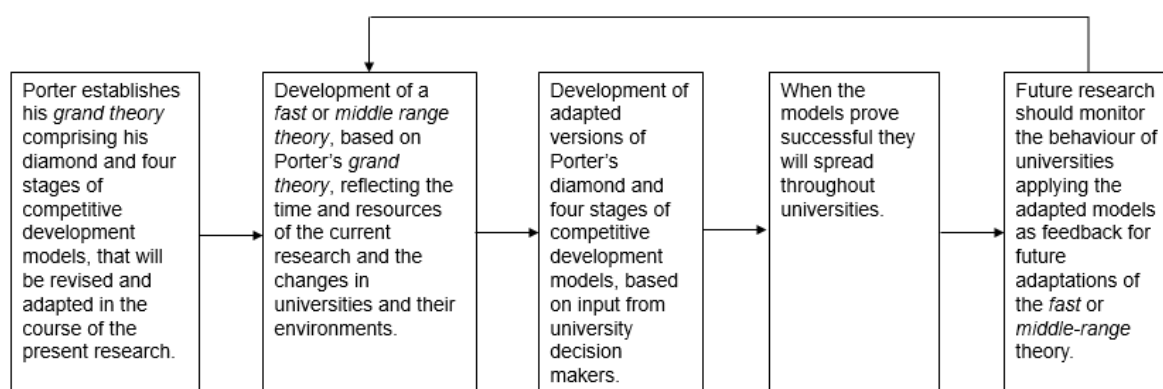 Porter establishes
his grand theory
comprising his
diamond and four
stages of
competitive
development
models, that will
be revised and
adapted in the
course of the
present research.
Development of a
fast or middle range
theory, based on
Porter's grand
theory, reflecting the
time and resources
of the current
research and the
changes in
universities and their
environments.
Development of
adapted
versions of
Porter's
diamond and
four stages of
competitive
development
models, based
on input from
university
decision
makers.
When the
models prove
successful they
will spread
throughout
universities.
Future research
should monitor
the behaviour of
universities
applying the
adapted models
as feedback for
future
adaptations of
the fast or
middle-range
theory.